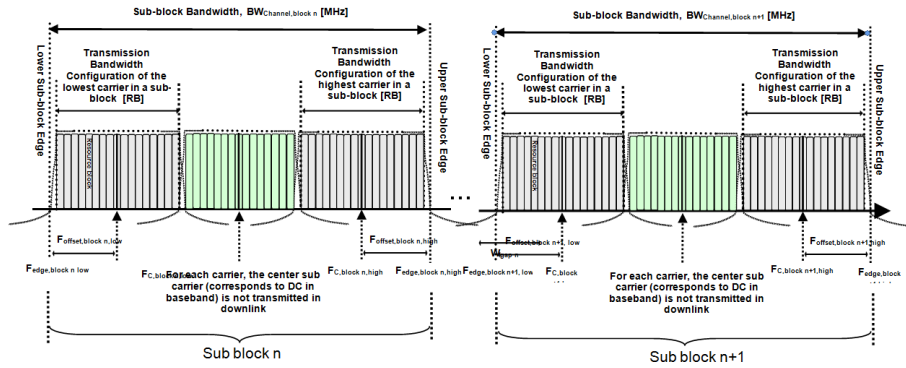 Sub-block Bandwidth, BWChannel,block n [MHz]
Lower Sub-block Edge
Transmission
Bandwidth
Configuration of the
lowest carrier in a sub-
block [RB]
Transmission
Bandwidth
Configuration of the
highest carrier in a
sub-block [RB]
Upper Sub-block Edge
Resource block
Foffset,block n,low
Foffset,block n,high
Fedge,block n low
FC,block
FC,block n,high
Fedge,block n,high
For each carrier, the center sub
carrier (corresponds to DC in
baseband) is not transmitted in
downlink
Sub block n
...
Sub-block Bandwidth, BWChannel,block n+1 [MHz]
Lower Sub-block Edge
Transmission
Bandwidth
Configuration of the
lowest carrier in a
sub-block [RB]
Transmission
Bandwidth
Configuration of the
highest carrier in a
sub-block [RB]
Upper Sub-block Edge
Resource block
Foffset,block n+1, low
Foffset,block n+1,high
Wgap n
Fedge,block n+1, low
FC,block
FC,block n+1,high
Fedge,block
For each carrier, the center sub
carrier (corresponds to DC in
baseband) is not transmitted in
downlink
Sub block n+1